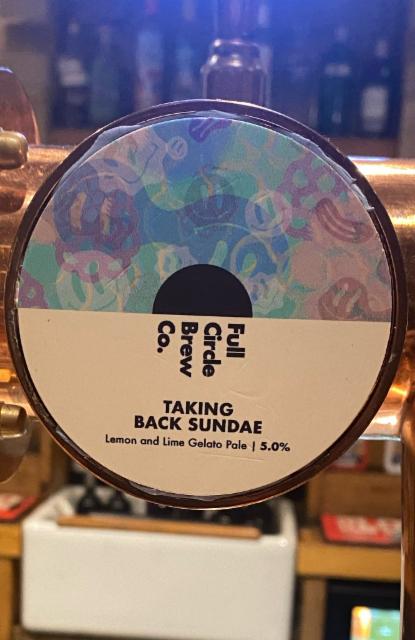 Full
Circle
Brew
Co.
TAKING
BACK SUNDAE
Lemon and Lime Gelato Pale | 5.0%